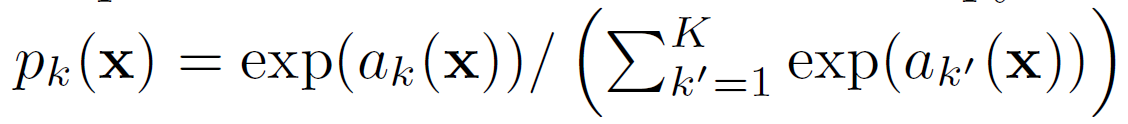 p_k(𝐱) = exp(a_k(𝐱))/ (∑_{k'=1}^{K} exp(a_{k'}(𝐱)))